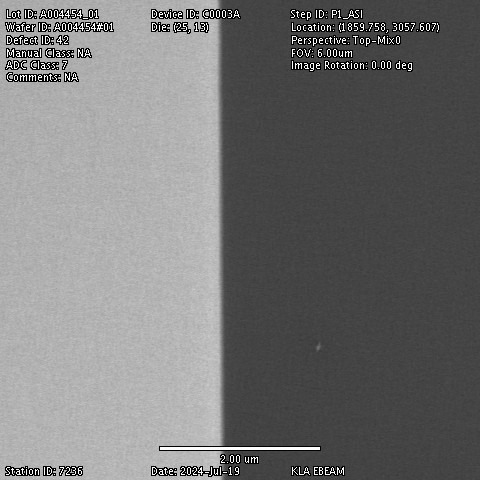 Lot ID: A004454_01
Wafer ID: A004454#01
Defect ID: 42
Manual Class: NA
ADC Class: 7
Comments: NA
Device ID: C0003A
Die: (25, 15)
Step ID: P1_ASI
Location: (1859.758, 3057.607)
Perspective: Top-Mix0
FOV: 6.00um
Image Rotation: 0.00 deg
2.00 um
Station ID: 7236
Date: 2024-Jul-19
KLA EBEAM